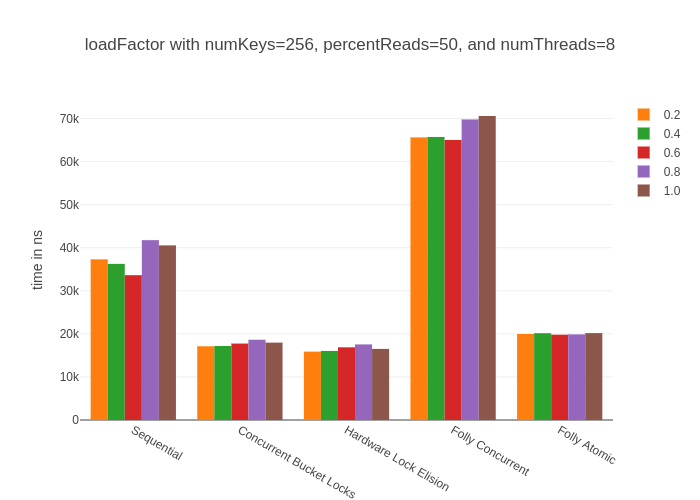 loadFactor with numKeys=256, percentReads=50, and numThreads=8
0.2
0.4
0.6
0.8
1.0
time in ns
70k
60k
50k
40k
30k
20k
10k
0
Sequential
Concurrent Bucket Locks
Hardware Lock Elision
Folly Concurrent
Folly Atomic